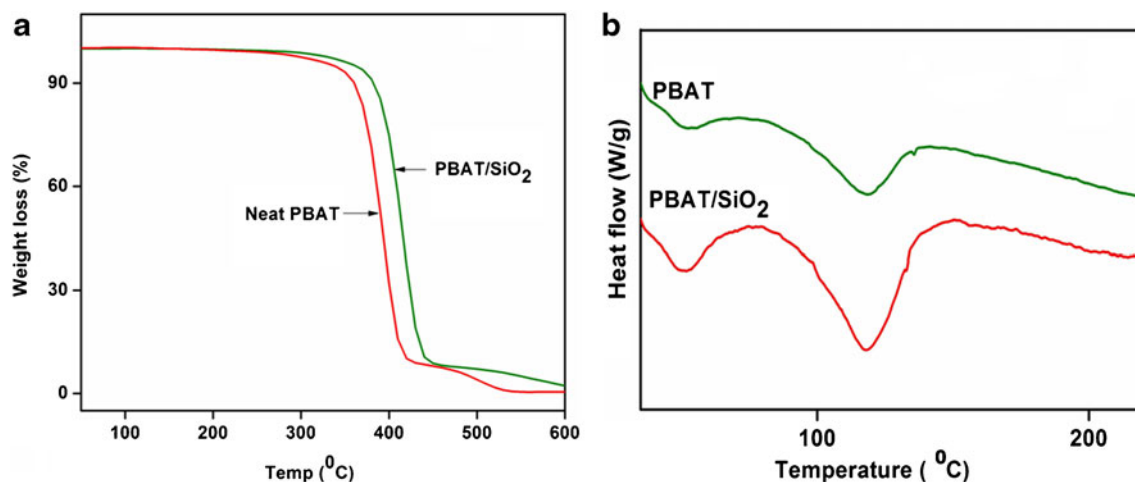 a
Weight loss (%)
90
60
30
0
PBAT/SiO2
Neat PBAT
100
200
300
400
500
600
Temp (⁰C)
b
Heat flow (W/g)
PBAT
PBAT/SiO2
100
200
Temperature ( ⁰C)